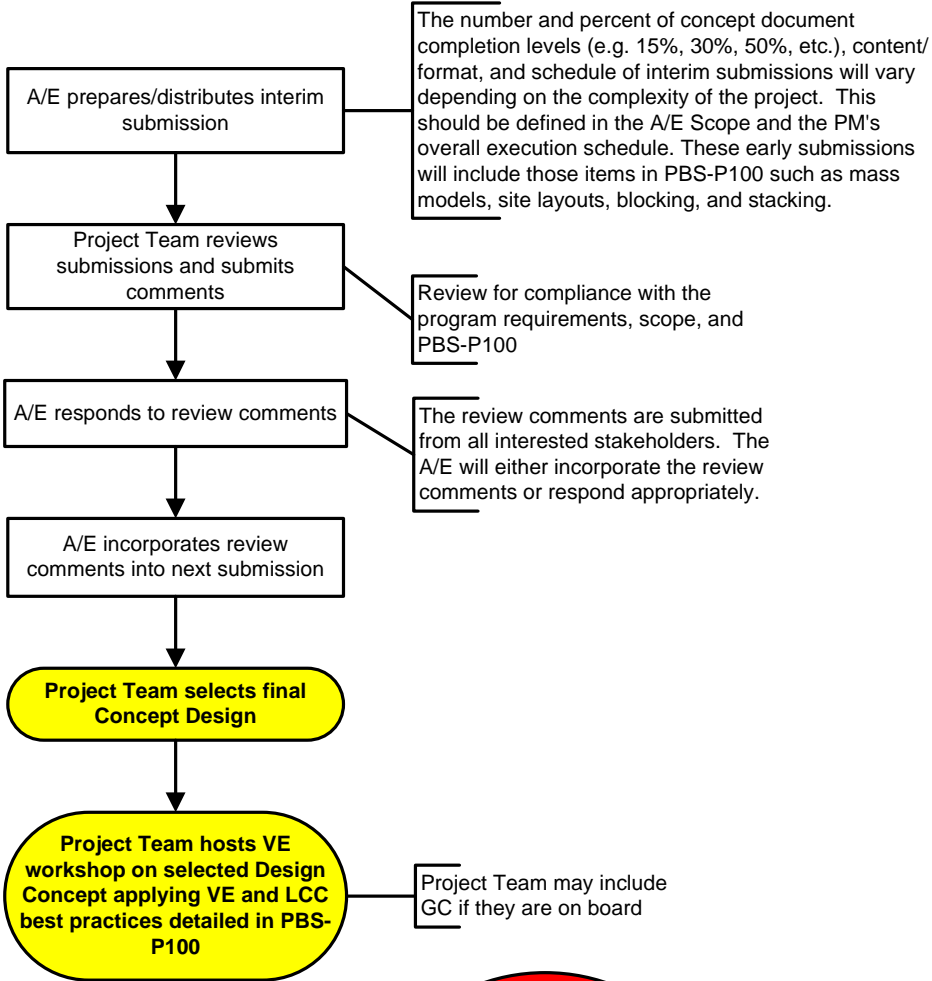 The number and percent of concept document
completion levels (e.g. 15%, 30%, 50%, etc.), content/
format, and schedule of interim submissions will vary
depending on the complexity of the project.  This
should be defined in the A/E Scope and the PM's
overall execution schedule. These early submissions
will include those items in PBS-P100 such as mass
models, site layouts, blocking, and stacking.
A/E prepares/distributes interim
submission
Project Team reviews
submissions and submits
comments
Review for compliance with the
program requirements, scope, and
PBS-P100
A/E responds to review comments
The review comments are submitted
from all interested stakeholders.  The
A/E will either incorporate the review
comments or respond appropriately.
A/E incorporates review
comments into next submission
Project Team selects final
Concept Design
Project Team hosts VE
workshop on selected Design
Concept applying VE and LCC
best practices detailed in PBS-
P100
Project Team may include
GC if they are on board